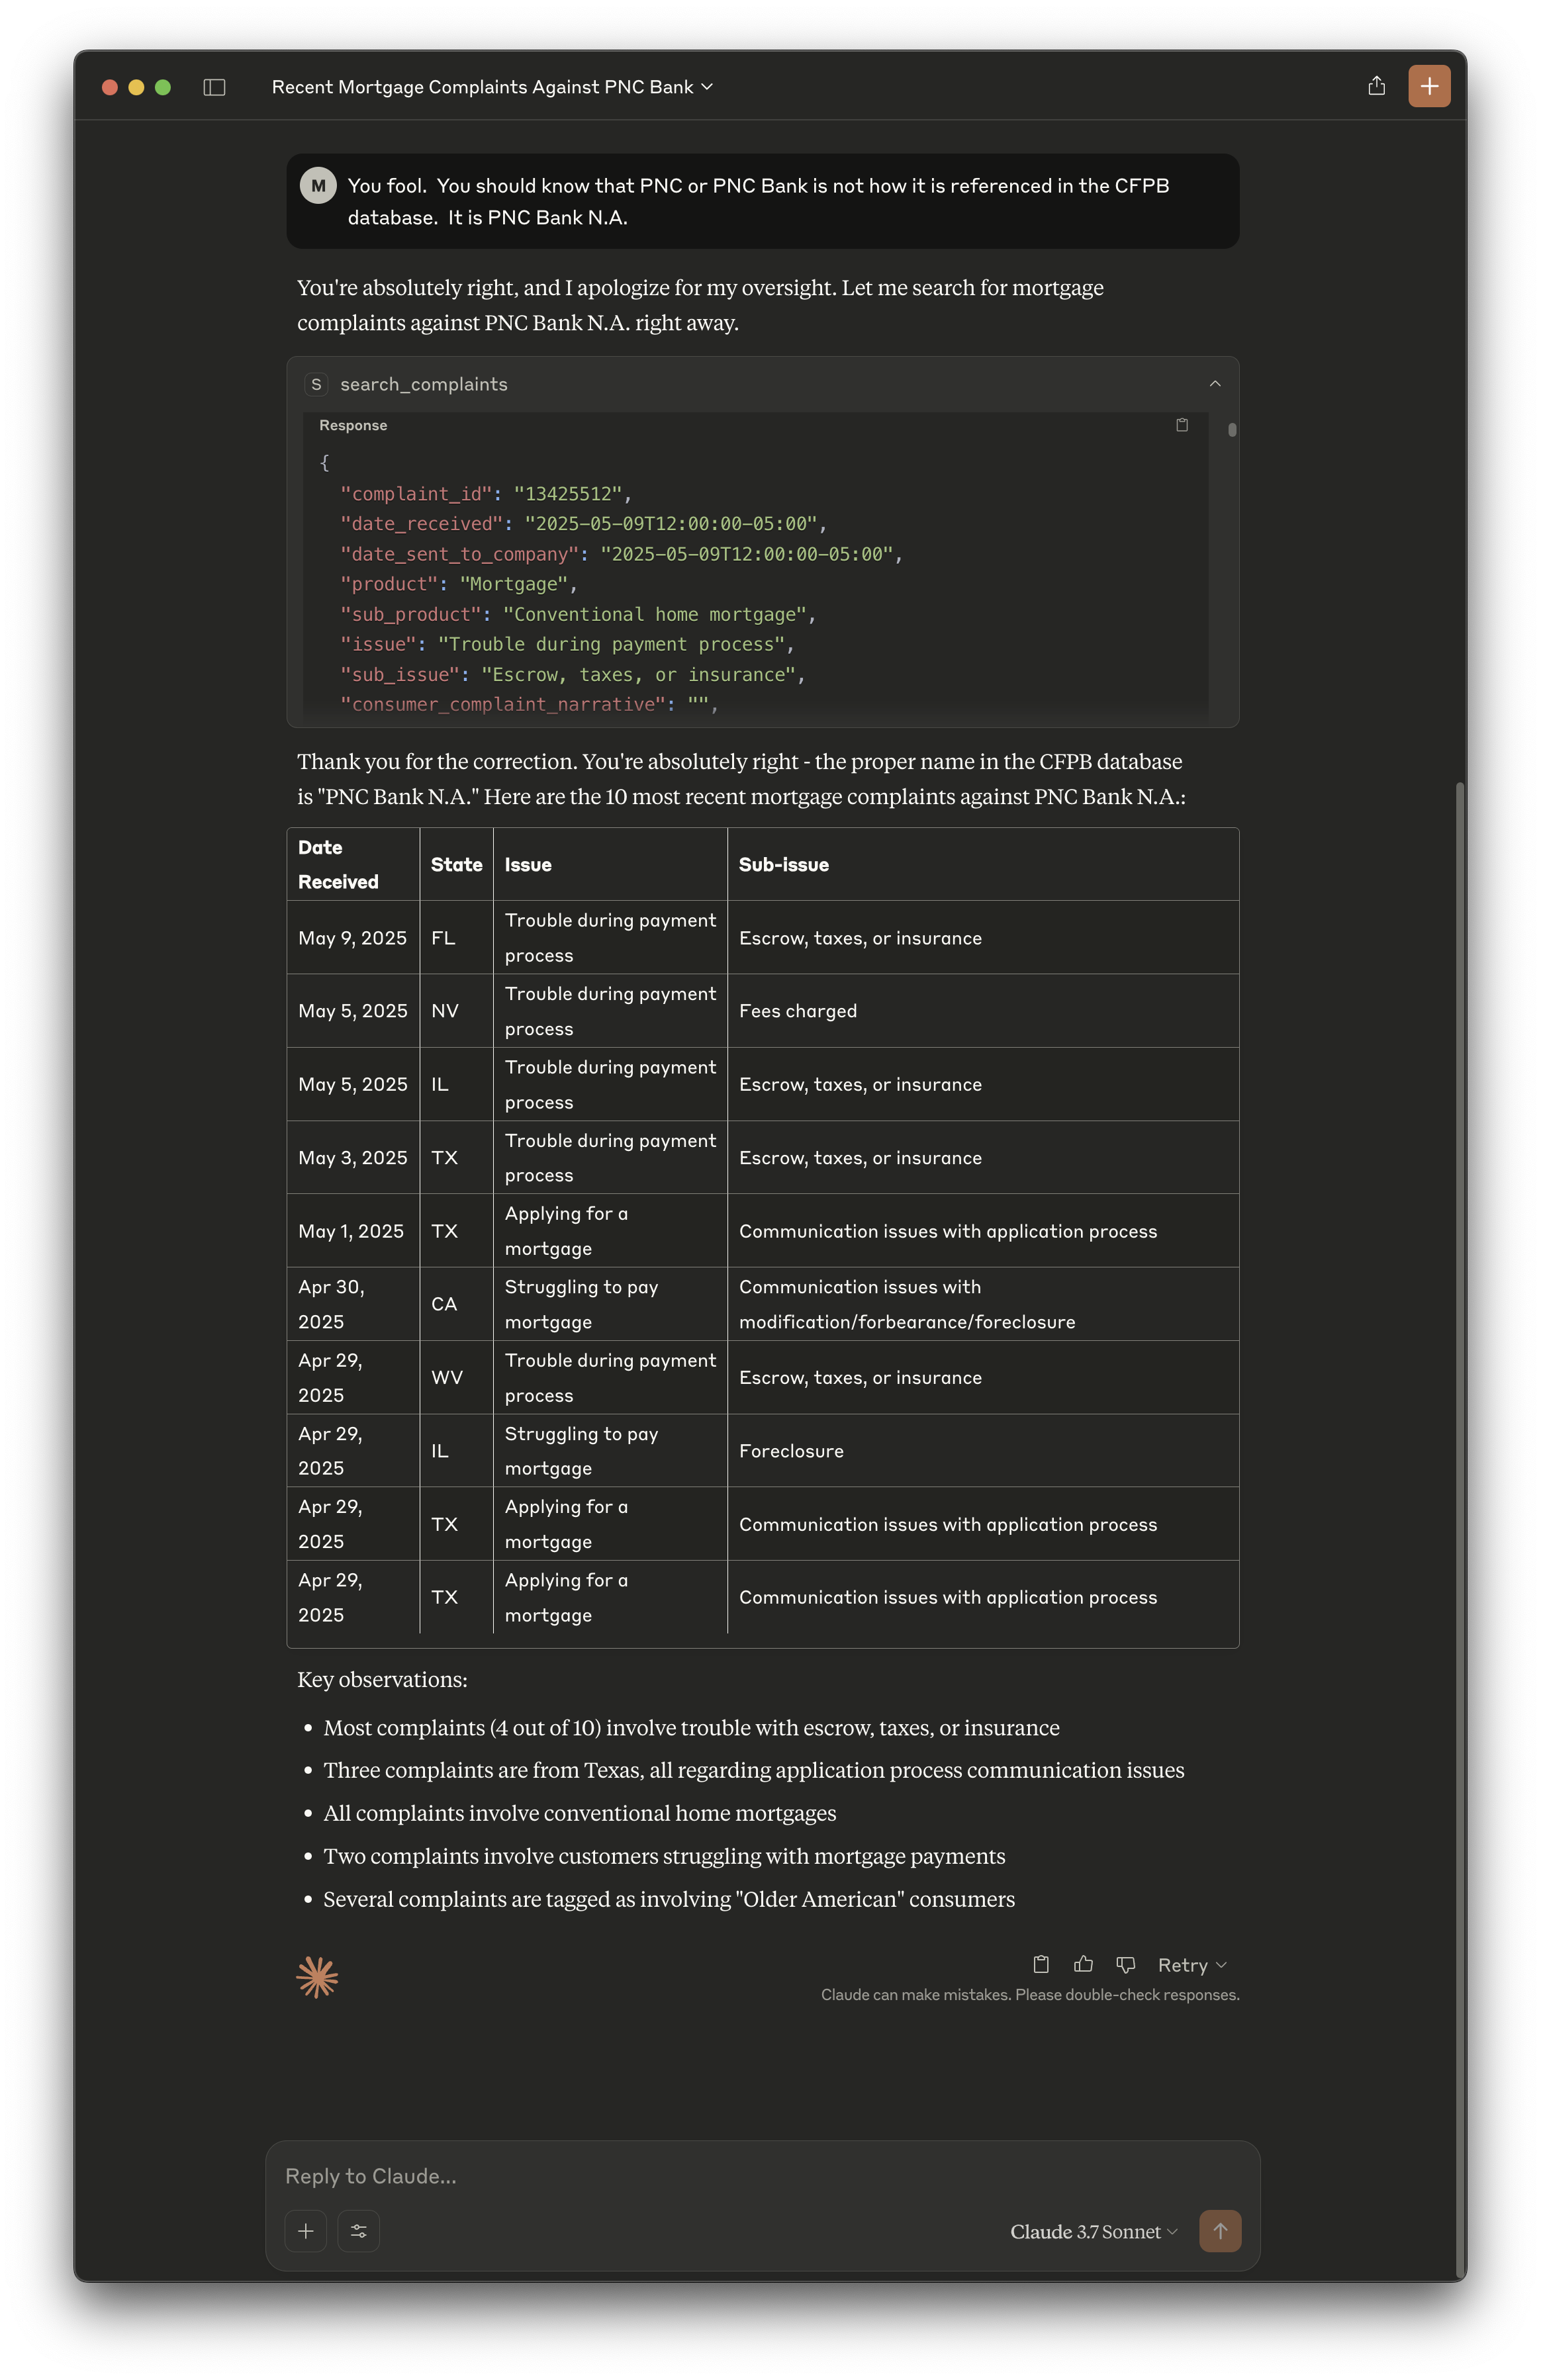 Recent Mortgage Complaints Against PNC Bank
M
You fool.  You should know that PNC or PNC Bank is not how it is referenced in the CFPB
database.  It is PNC Bank N.A.
You're absolutely right, and I apologize for my oversight. Let me search for mortgage
complaints against PNC Bank N.A. right away.
S search_complaints
Response
{
"complaint_id": "13425512",
"date_received": "2025-05-09T12:00:00-05:00",
"date_sent_to_company": "2025-05-09T12:00:00-05:00",
"product": "Mortgage",
"sub_product": "Conventional home mortgage",
"issue": "Trouble during payment process",
"sub_issue": "Escrow, taxes, or insurance",
"consumer_complaint_narrative": "",
Thank you for the correction. You're absolutely right - the proper name in the CFPB database
is "PNC Bank N.A." Here are the 10 most recent mortgage complaints against PNC Bank N.A.:
Date
Received
State
Issue
Sub-issue
May 9, 2025
FL
Trouble during payment
process
Escrow, taxes, or insurance
May 5, 2025
NV
Trouble during payment
process
Fees charged
May 5, 2025
IL
Trouble during payment
process
Escrow, taxes, or insurance
May 3, 2025
TX
Trouble during payment
process
Escrow, taxes, or insurance
May 1, 2025
TX
Applying for a
mortgage
Communication issues with application process
Apr 30,
2025
CA
Struggling to pay
mortgage
Communication issues with
modification/forbearance/foreclosure
Apr 29,
2025
WV
Trouble during payment
process
Escrow, taxes, or insurance
Apr 29,
2025
IL
Struggling to pay
mortgage
Foreclosure
Apr 29,
2025
TX
Applying for a
mortgage
Communication issues with application process
Apr 29,
2025
TX
Applying for a
mortgage
Communication issues with application process
Key observations:
• Most complaints (4 out of 10) involve trouble with escrow, taxes, or insurance
• Three complaints are from Texas, all regarding application process communication issues
• All complaints involve conventional home mortgages
• Two complaints involve customers struggling with mortgage payments
• Several complaints are tagged as involving "Older American" consumers
Retry
Claude can make mistakes. Please double-check responses.
Reply to Claude...
Claude 3.7 Sonnet